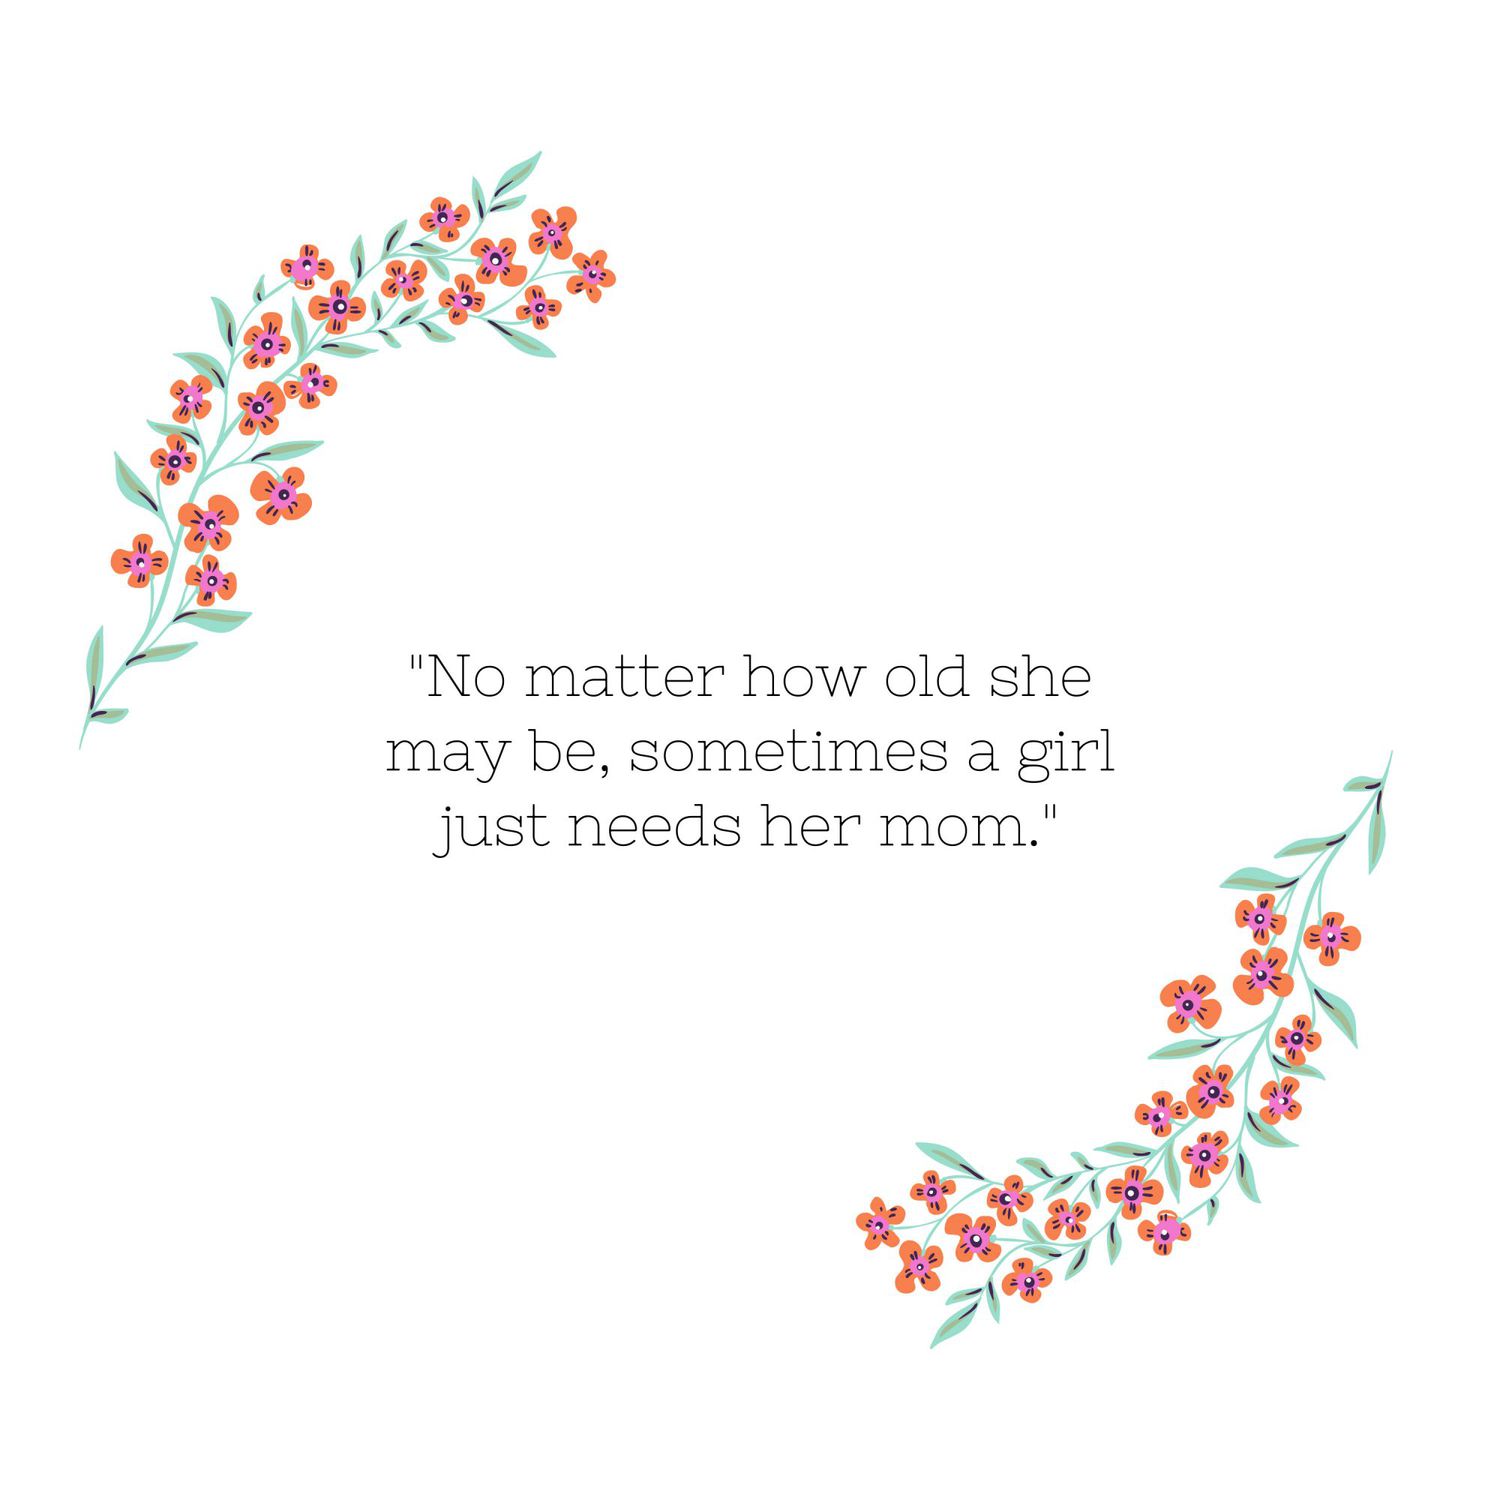 "No matter how old she
may be, sometimes a girl
just needs her mom."